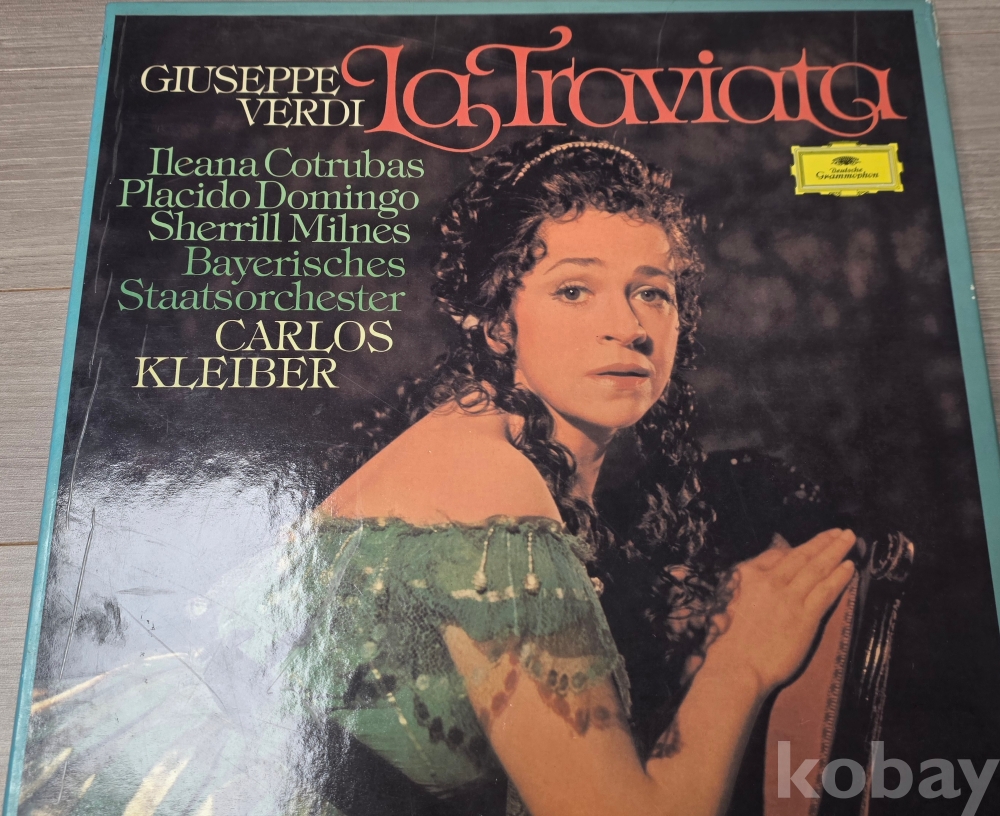 GIUSEPPE
VERDI
La Traviata
Deutsche
Grammophon
Ileana Cotrubas
Placido Domingo
Sherrill Milnes
Bayerisches
Staatsorchester
CARLOS
KLEIBER
kobay